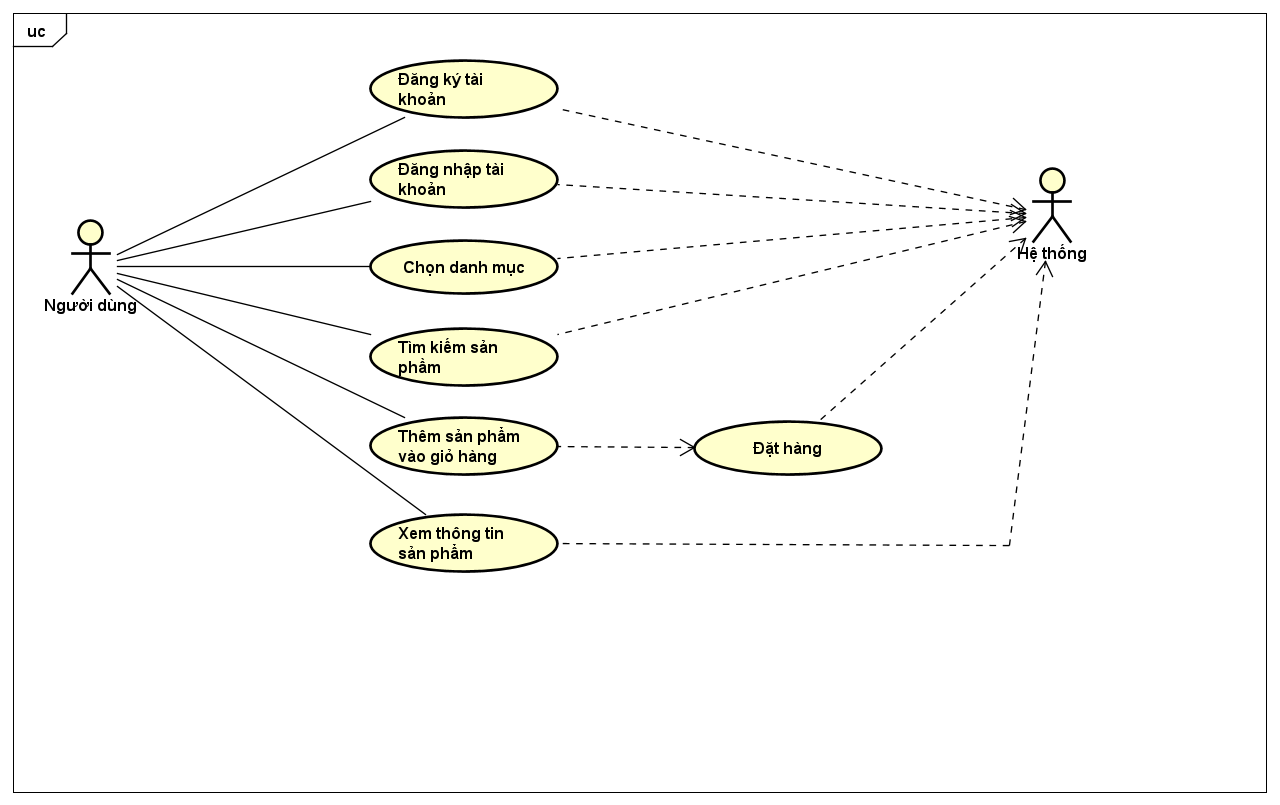 uc
Đăng ký tài
khoản
Đăng nhập tài
khoản
Chọn danh mục
Tìm kiếm sản
phẩm
Thêm sản phẩm
vào giỏ hàng
Xem thông tin
sản phẩm
Đặt hàng
Người dùng
Hệ thống